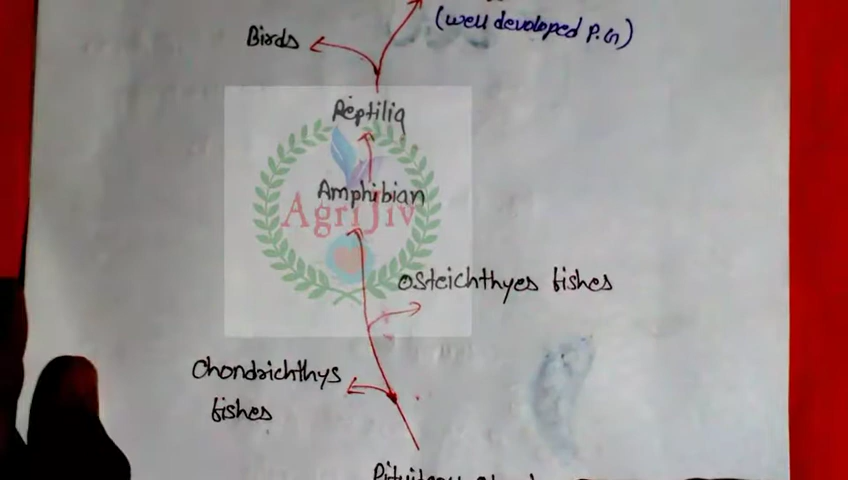 (well developed P.G)
Birds
Reptilia
Amphibian
AgriJiv
Osteichthyes fishes
Chondrichthys
fishes